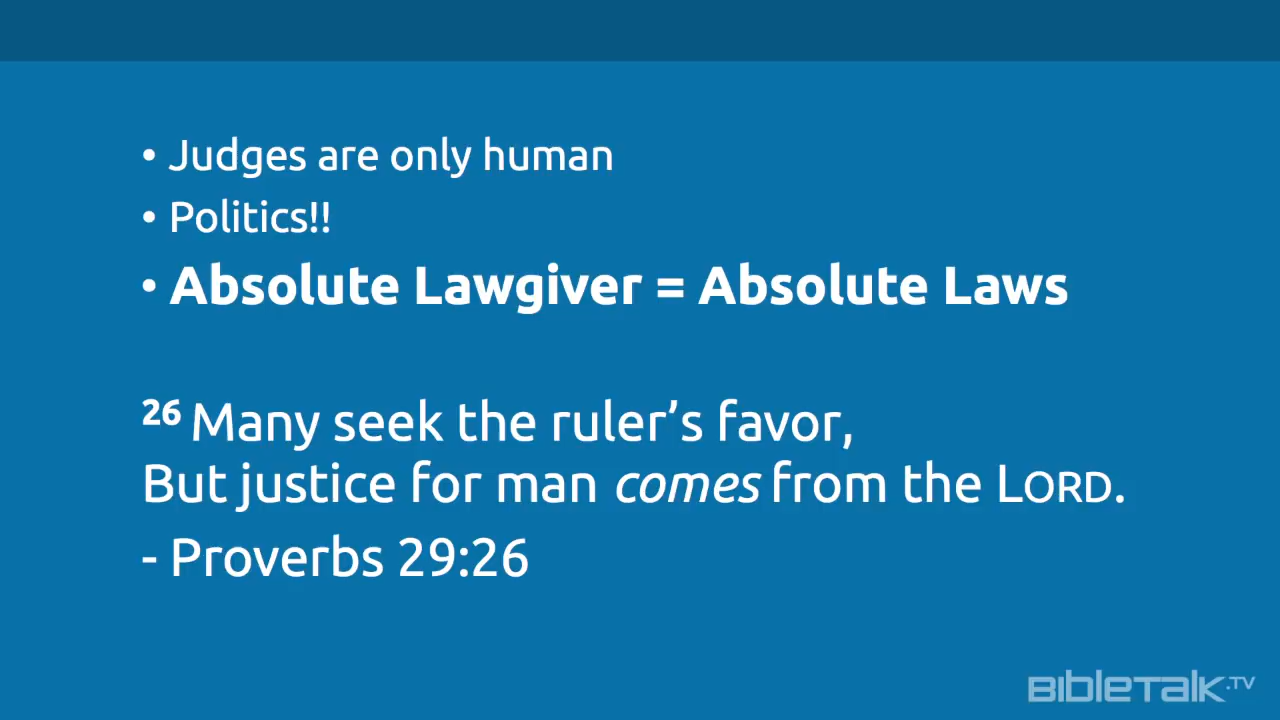 • Judges are only human
• Politics!!
• Absolute Lawgiver = Absolute Laws
26 Many seek the ruler’s favor,
But justice for man comes from the LORD.
- Proverbs 29:26
BIBLETALK.TV